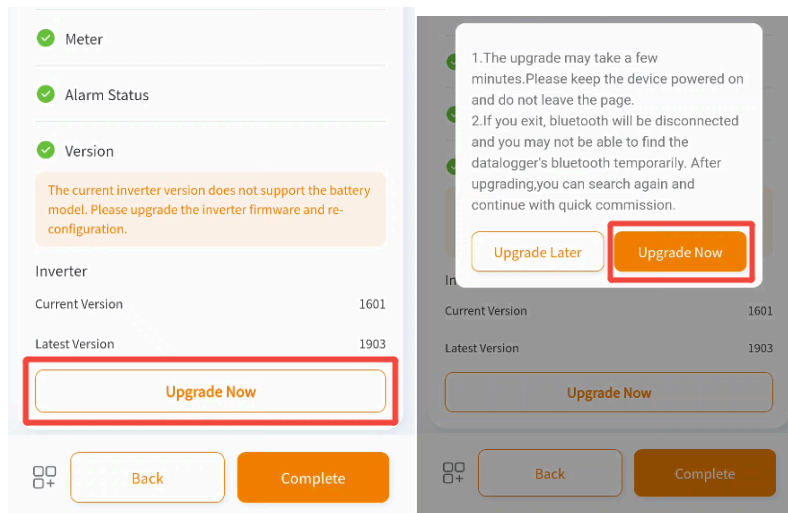 Meter
Alarm Status
Version
The current inverter version does not support the battery
model. Please upgrade the inverter firmware and re-
configuration.
Inverter
Current Version 1601
Latest Version 1903
Upgrade Now
Back Complete
1.The upgrade may take a few
minutes.Please keep the device powered on
and do not leave the page.
2.If you exit, bluetooth will be disconnected
and you may not be able to find the
datalogger's bluetooth temporarily. After
upgrading,you can search again and
continue with quick commission.
Upgrade Later Upgrade Now
In
Current Version 1601
Latest Version 1903
Upgrade Now
Back Complete